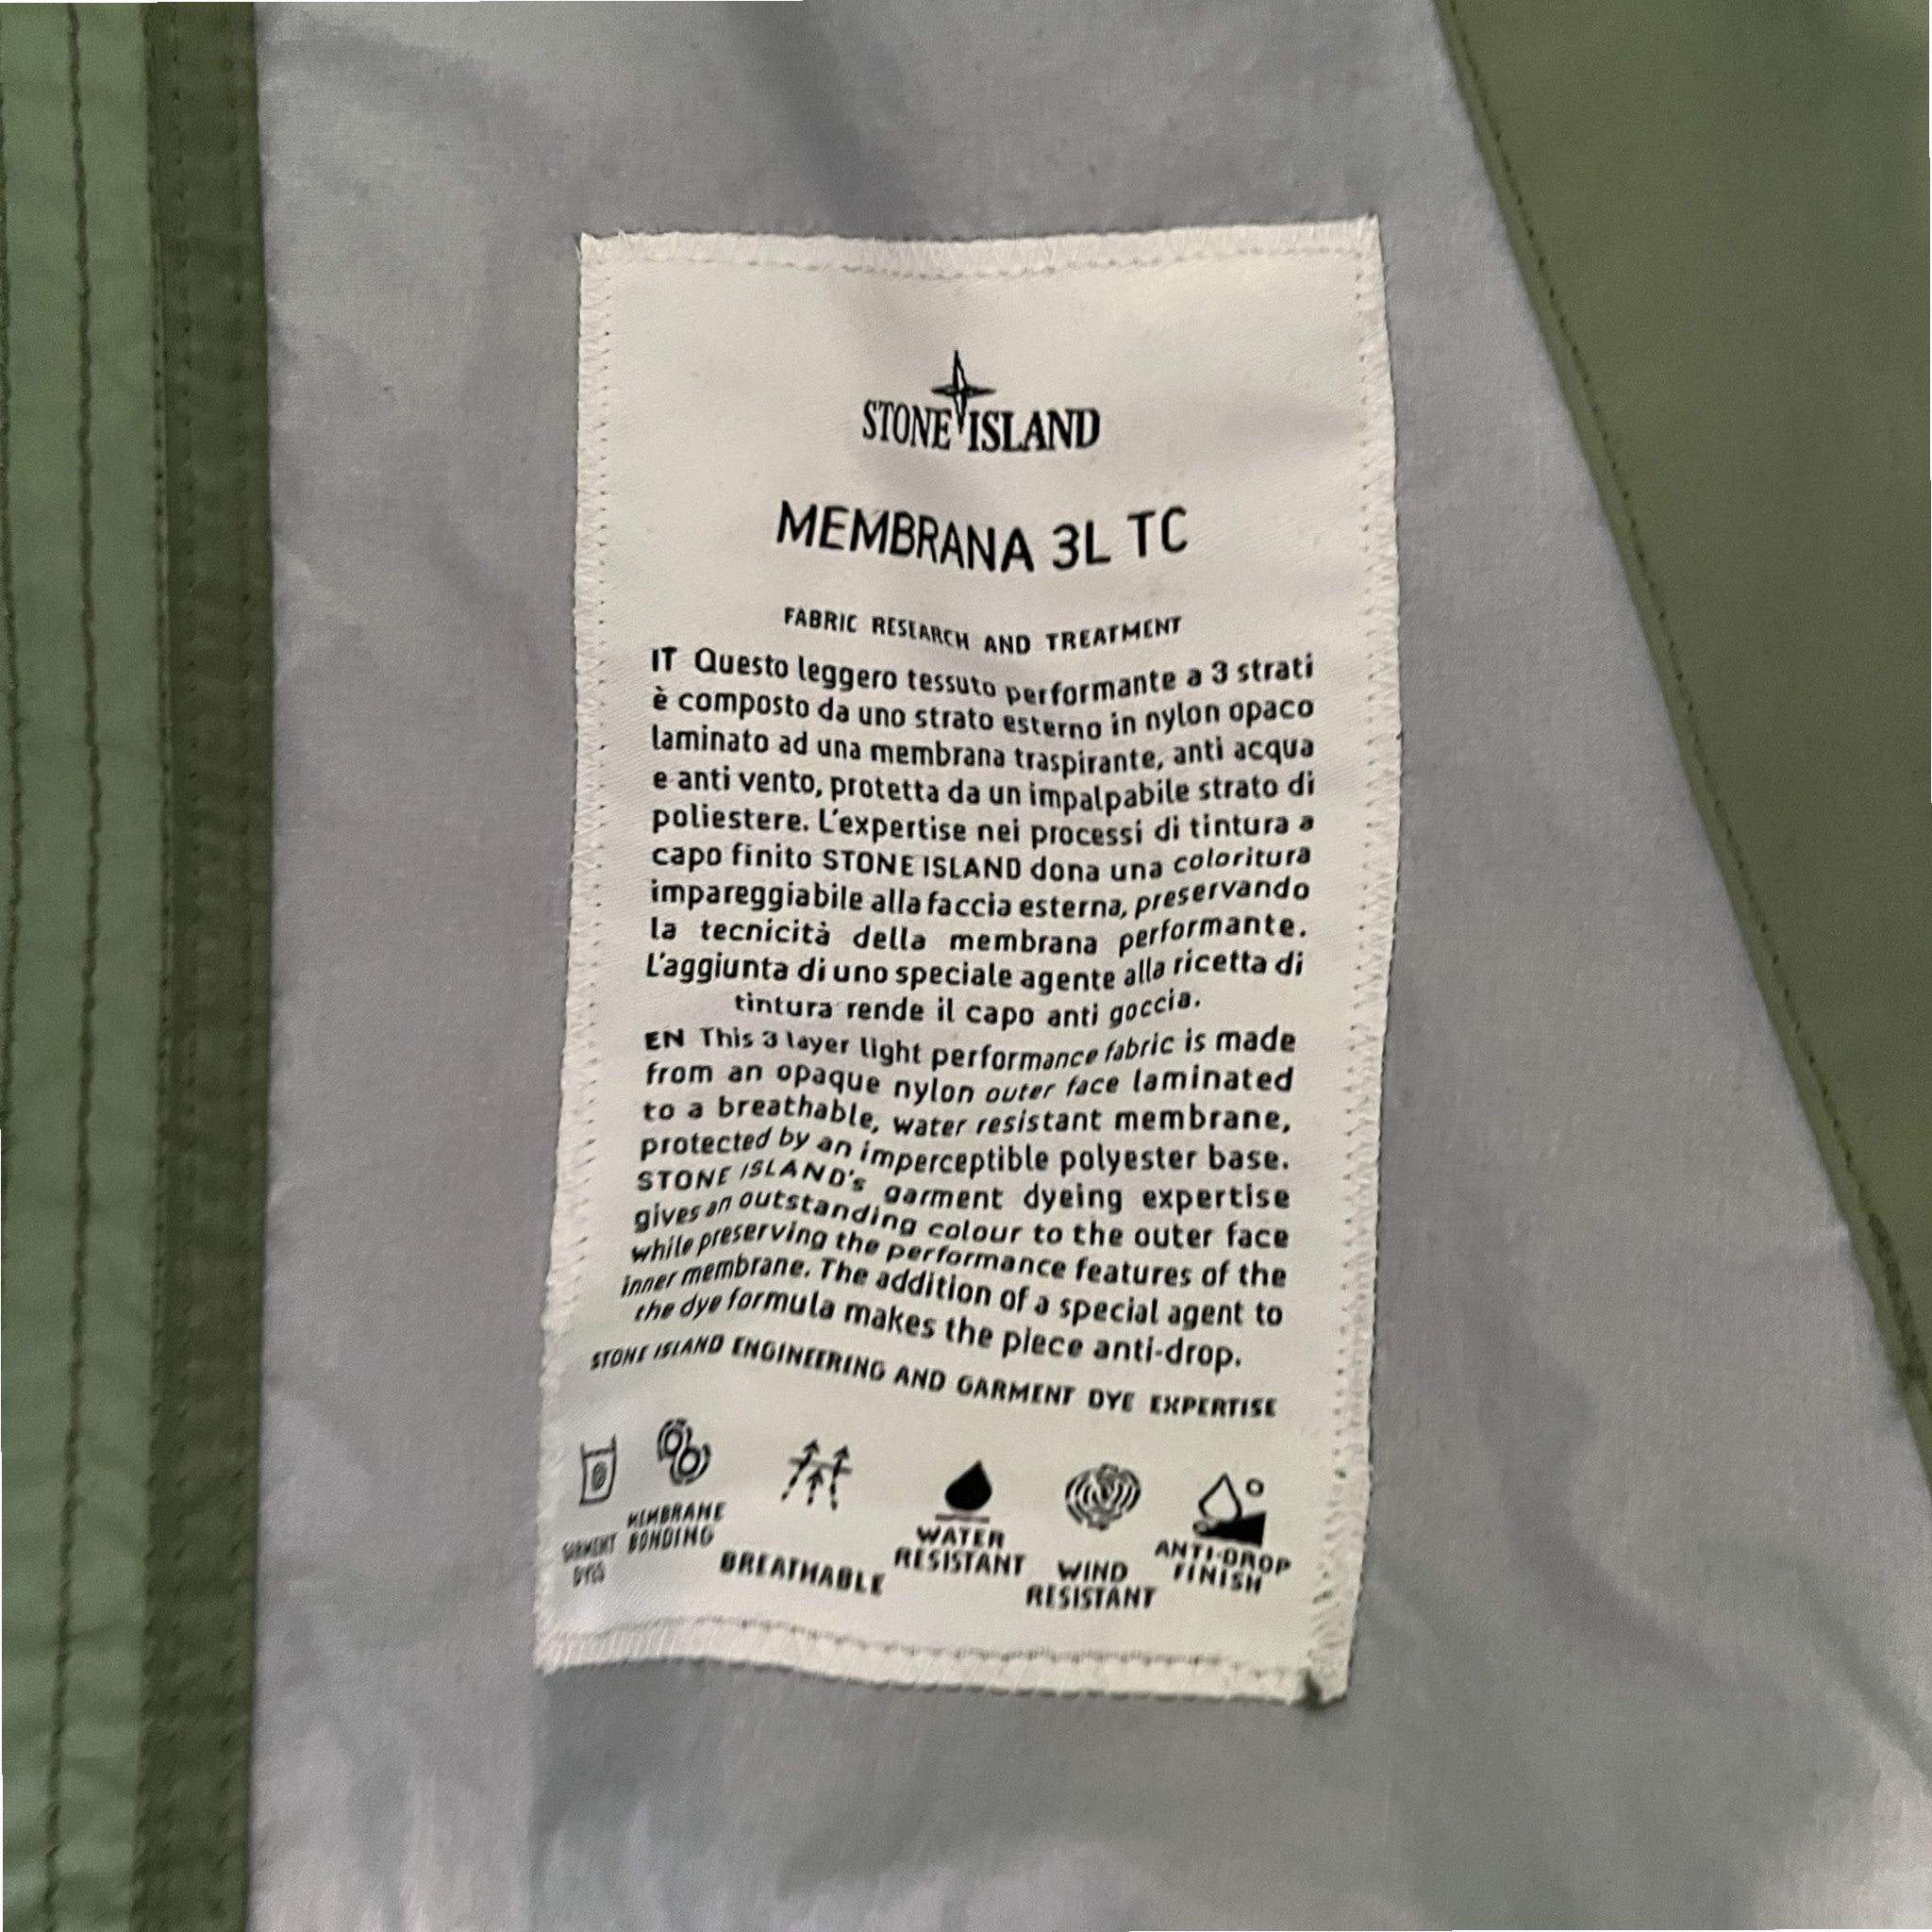 STONE ISLAND
MEMBRANA 3L TC
FABRIC RESEARCH AND TREATMENT
IT Questo leggero tessuto performante a 3 strati
è composto da uno strato esterno in nylon opaco
laminato ad una membrana traspirante, anti acqua
e anti vento, protetta da un impalpabile strato di
poliestere. L'expertise nei processi di tintura a
capo finito STONE ISLAND dona una coloritura
impareggiabile alla faccia esterna, preservando
la tecnicità della membrana performante.
L'aggiunta di uno speciale agente alla ricetta di
tintura rende il capo anti goccia.
EN This 3 layer light performance fabric is made
from an opaque nylon outer face laminated
to a breathable, water resistant membrane,
protected by an imperceptible polyester base.
STONE ISLAND's garment dyeing expertise
gives an outstanding colour to the outer face
while preserving the performance features of the
inner membrane. The addition of a special agent to
the dye formula makes the piece anti-drop.
STONE ISLAND ENGINEERING AND GARMENT DYE EXPERTISE
GARMENT
DYED
MEMBRANE
BONDING
BREATHABLE
WATER
RESISTANT
WIND
RESISTANT
ANTI-DROP
FINISH